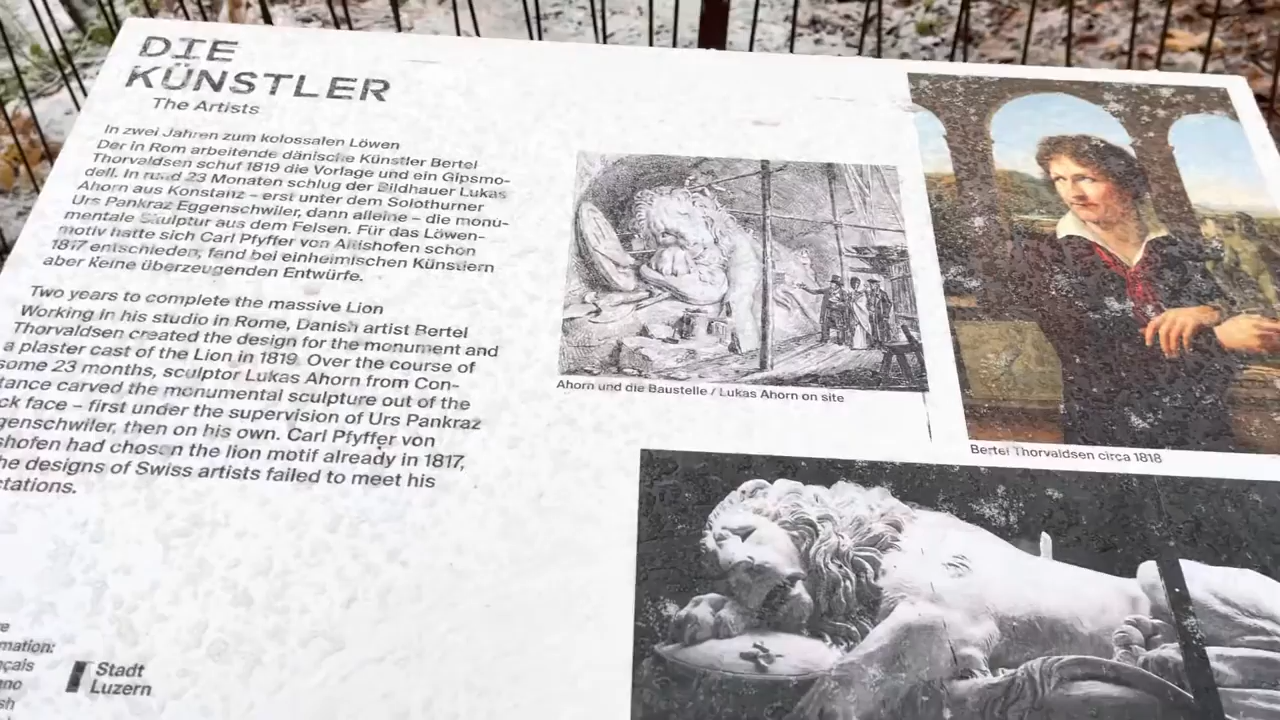 DIE
KÜNSTLER
The Artists
In zwei Jahren zum kolossalen Löwen
Der in Rom arbeitende dänische Künstler Bertel
Thorvaldsen schuf 1819 die Vorlage und ein Gipsmo-
dell. In rund 23 Monaten schlug der Bildhauer Lukas
Ahorn aus Konstanz – erst unter dem Solothurner
Urs Pankraz Eggenschwiler, dann alleine – die monu-
mentale Skulptur aus dem Felsen. Für das Löwen-
motiv hatte sich Carl Pfyffer von Altishofen schon
1817 entschieden, fand bei einheimischen Künstlern
aber keine überzeugenden Entwürfe.
Two years to complete the massive Lion
Working in his studio in Rome, Danish artist Bertel
Thorvaldsen created the design for the monument and
a plaster cast of the Lion in 1819. Over the course of
some 23 months, sculptor Lukas Ahorn from Con-
tance carved the monumental sculpture out of the
ck face – first under the supervision of Urs Pankraz
genschwiler, then on his own. Carl Pfyffer von
shofen had chosen the lion motif already in 1817,
he designs of Swiss artists failed to meet his
ctations.
Ahorn und die Baustelle / Lukas Ahorn on site
Bertel Thorvaldsen circa 1818
mation:
çais
no
sh
Stadt
Luzern